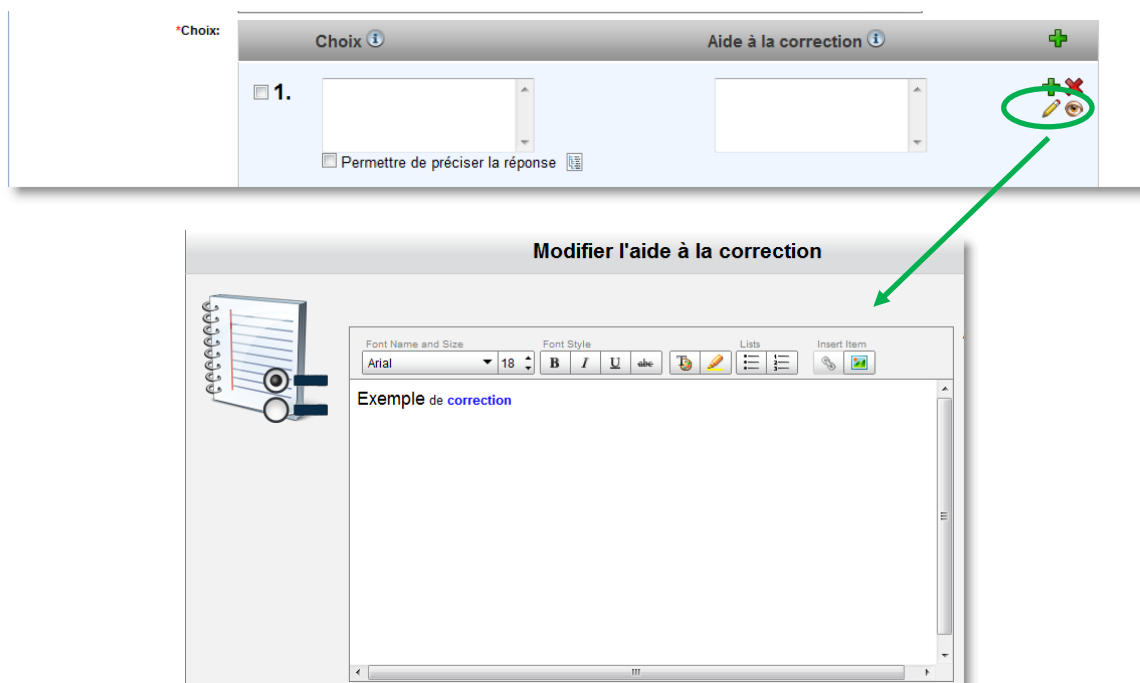 *Choix:
Choix Aide à la correction
1.
Permettre de préciser la réponse
Modifier l'aide à la correction
Font Name and Size Font Style Lists Insert Item
Arial 18 B I U abc
Exemple de correction